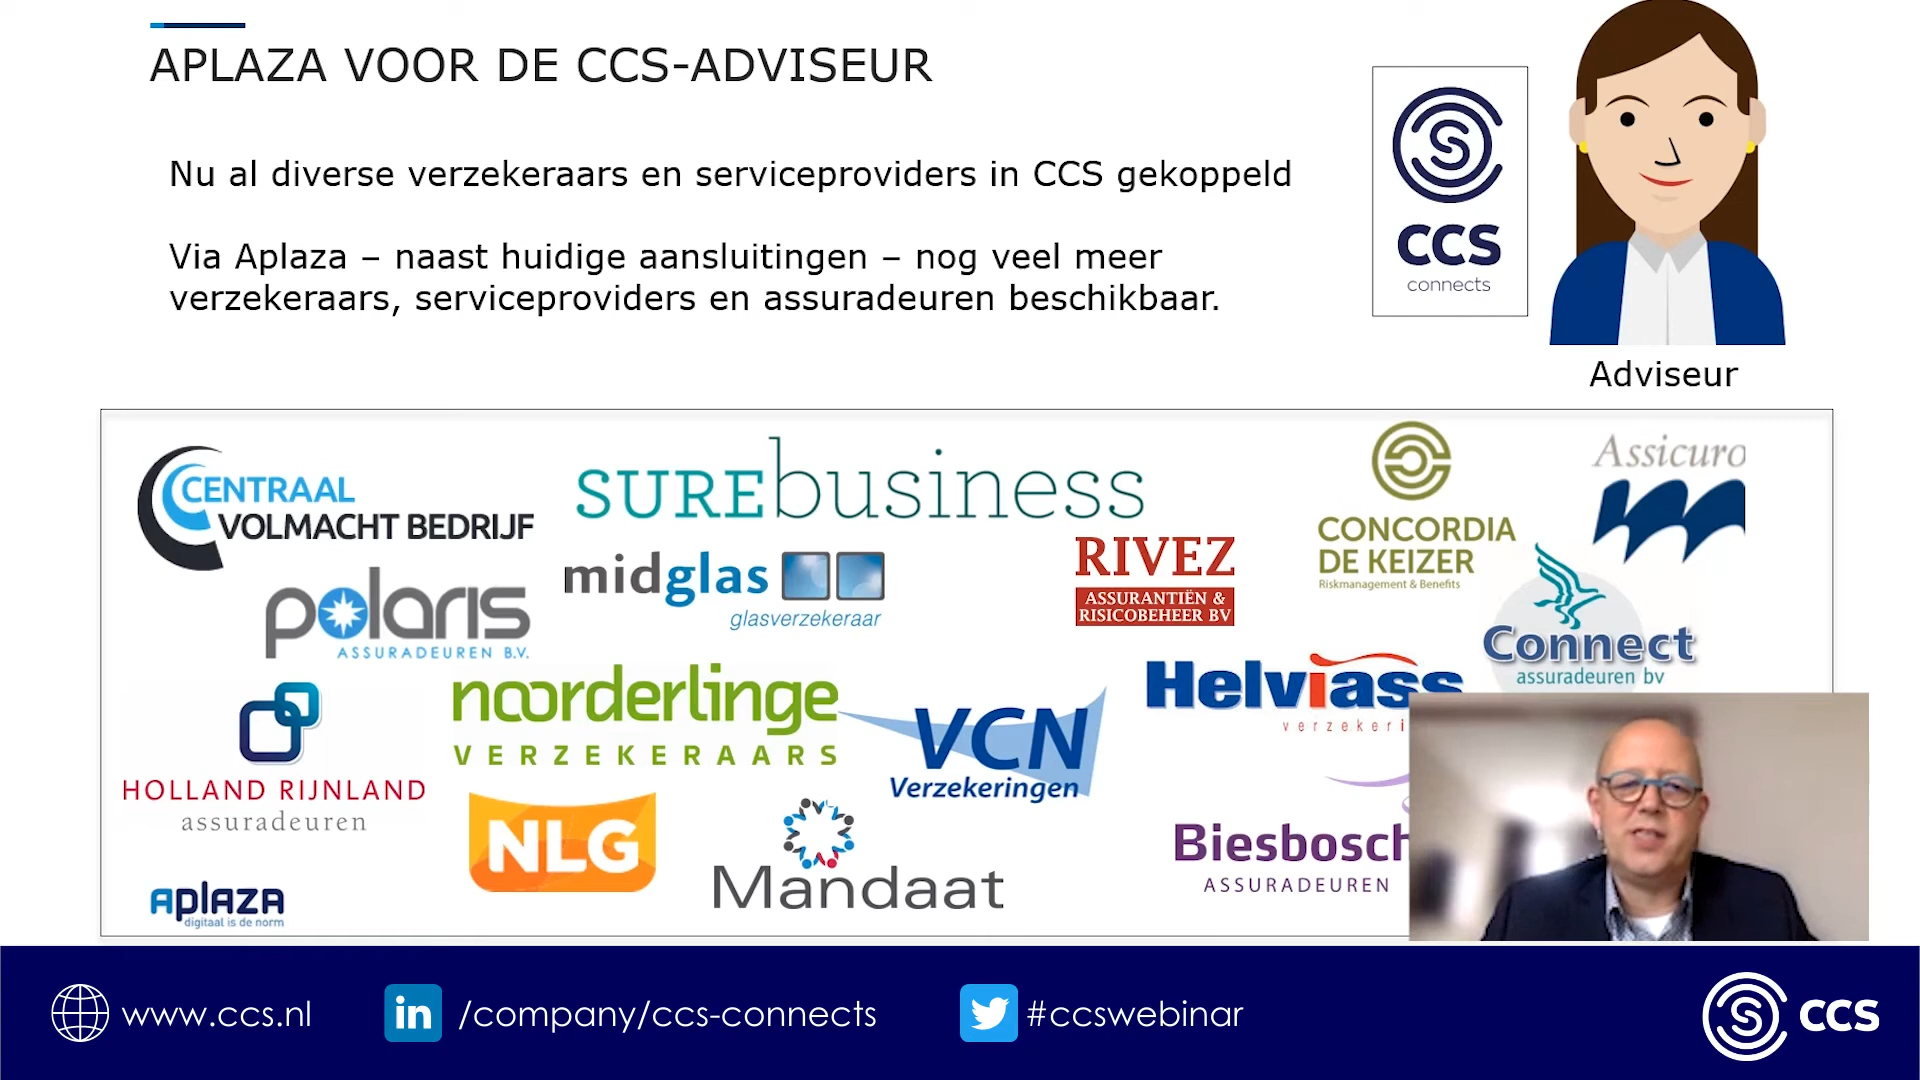 APLAZA VOOR DE CCS-ADVISEUR
Nu al diverse verzekeraars en serviceproviders in CCS gekoppeld
Via Aplaza – naast huidige aansluitingen – nog veel meer
verzekeraars, serviceproviders en assuradeuren beschikbaar.
CCS
connects
Adviseur
CENTRAAL
VOLMACHT BEDRIJF
SUREbusiness
CONCORDIA
DE KEIZER
Riskmanagement & Benefits
Assicuro
polaris
ASSURADEUREN B.V.
midglas
glasverzekeraar
RIVEZ
ASSURANTIËN &
RISICOBEHEER BV
Connect
assuradeuren bv
HOLLAND RIJNLAND
assuradeuren
noorderlinge
VERZEKERAARS
VCN
Verzekeringen
Helviass
verzekeri
NLG
Mandaat
Biesbosch
ASSURADEUREN
APLAZA
digitaal is de norm
www.ccs.nl
in
/company/ccs-connects
#ccswebinar
CCS